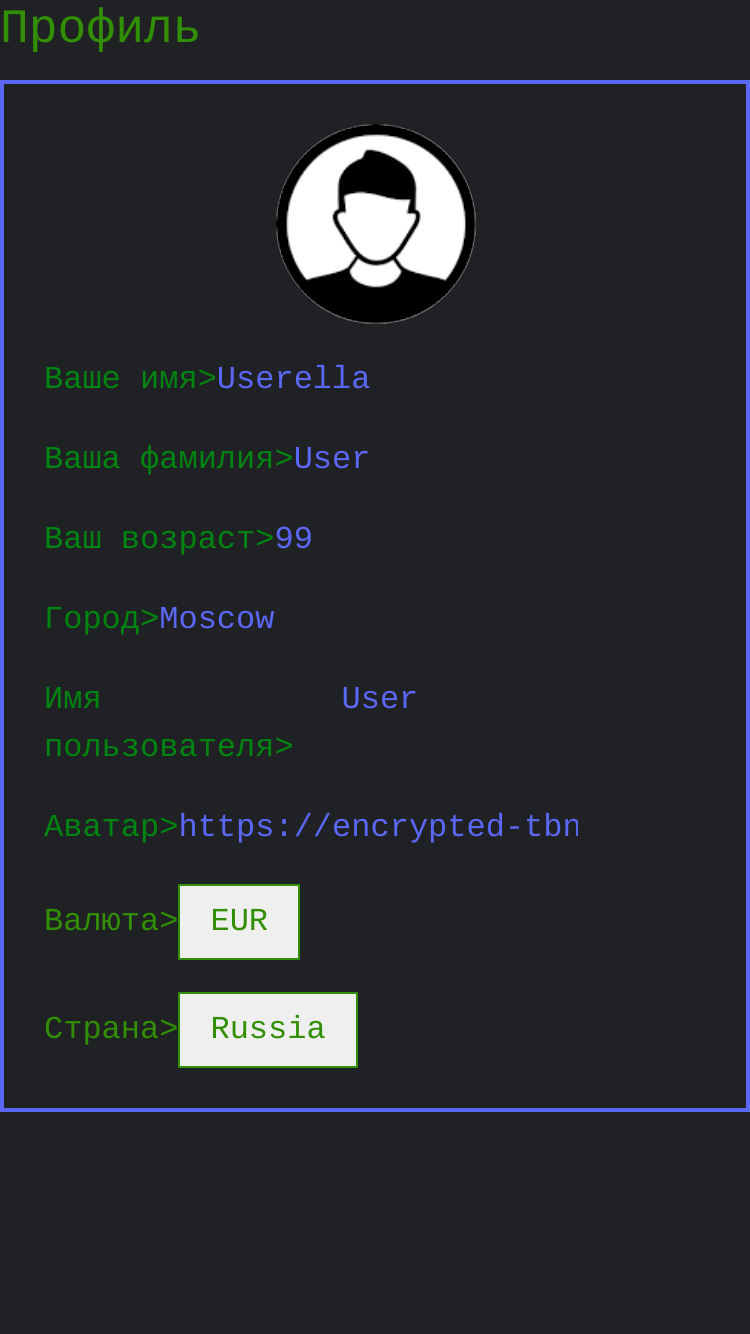 Профиль
Ваше имя>Userella
Ваша фамилия>User
Ваш возраст>99
Город>Moscow
Имя User
пользователя>
Аватар>https://encrypted-tbn
Валюта> EUR
Страна> Russia